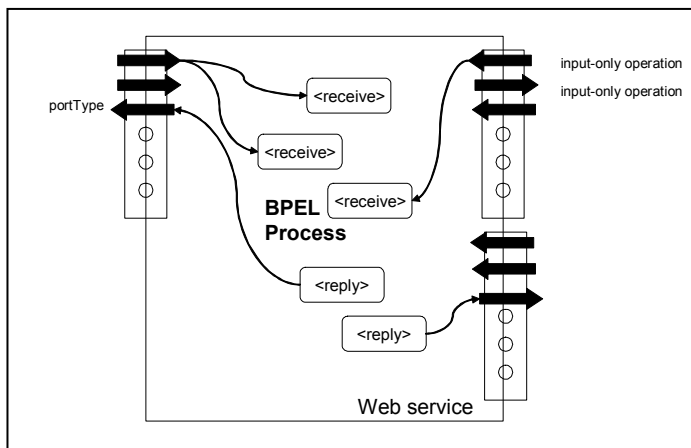 input-only operation
<receive>
input-only operation
portType
<receive>
<receive>
BPEL
Process
<reply>
<reply>
Web service